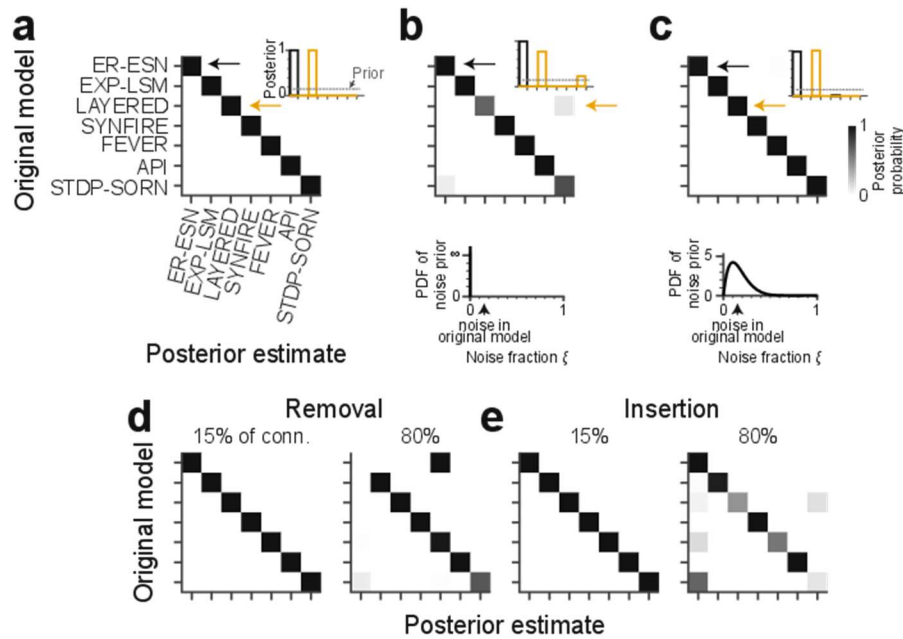 a
b
c
Original model
ER-ESN
EXP-LSM
LAYERED
SYNFIRE
FEVER
API
STDP-SORN
Posterior
1
0
Prior
1
0
Posterior
probability
ER-ESN
EXP-LSM
LAYERED
SYNFIRE
FEVER
API
STDP-SORN
Posterior estimate
PDF of
noise prior
∞
0
0
1
noise in
original model
Noise fraction ξ
PDF of
noise prior
5
0
0
1
noise in
original model
Noise fraction ξ
d
Removal
15% of conn.
80%
e
Insertion
15%
80%
Original model
Posterior estimate